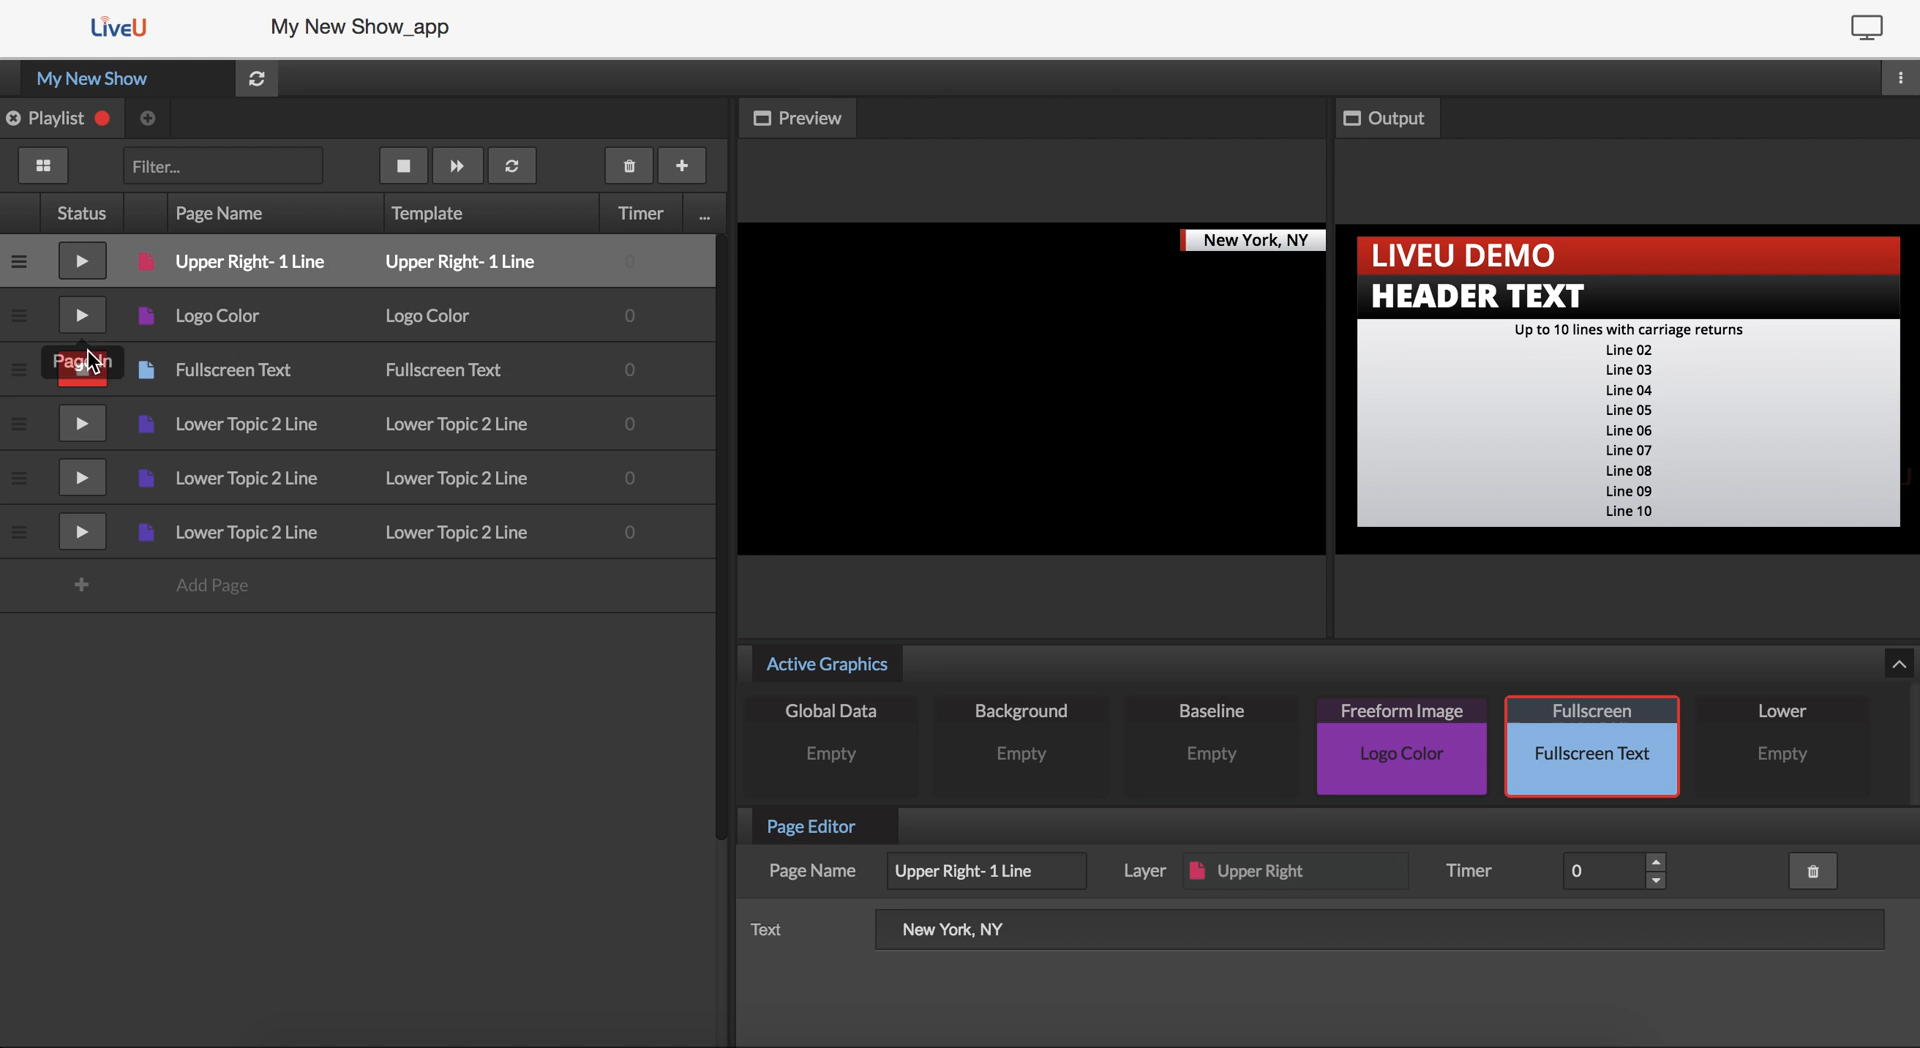 LiveU
My New Show_app
My New Show
Playlist
Preview
Output
Filter...
Status
Page Name
Template
Timer
...
Upper Right- 1 Line
Upper Right- 1 Line
0
Logo Color
Logo Color
0
Page In
Fullscreen Text
Fullscreen Text
0
Lower Topic 2 Line
Lower Topic 2 Line
0
Lower Topic 2 Line
Lower Topic 2 Line
0
Lower Topic 2 Line
Lower Topic 2 Line
0
Add Page
New York, NY
LIVEU DEMO
HEADER TEXT
Up to 10 lines with carriage returns
Line 02
Line 03
Line 04
Line 05
Line 06
Line 07
Line 08
Line 09
Line 10
Active Graphics
Global Data
Empty
Background
Empty
Baseline
Empty
Freeform Image
Logo Color
Fullscreen
Fullscreen Text
Lower
Empty
Page Editor
Page Name
Upper Right- 1 Line
Layer
Upper Right
Timer
0
Text
New York, NY